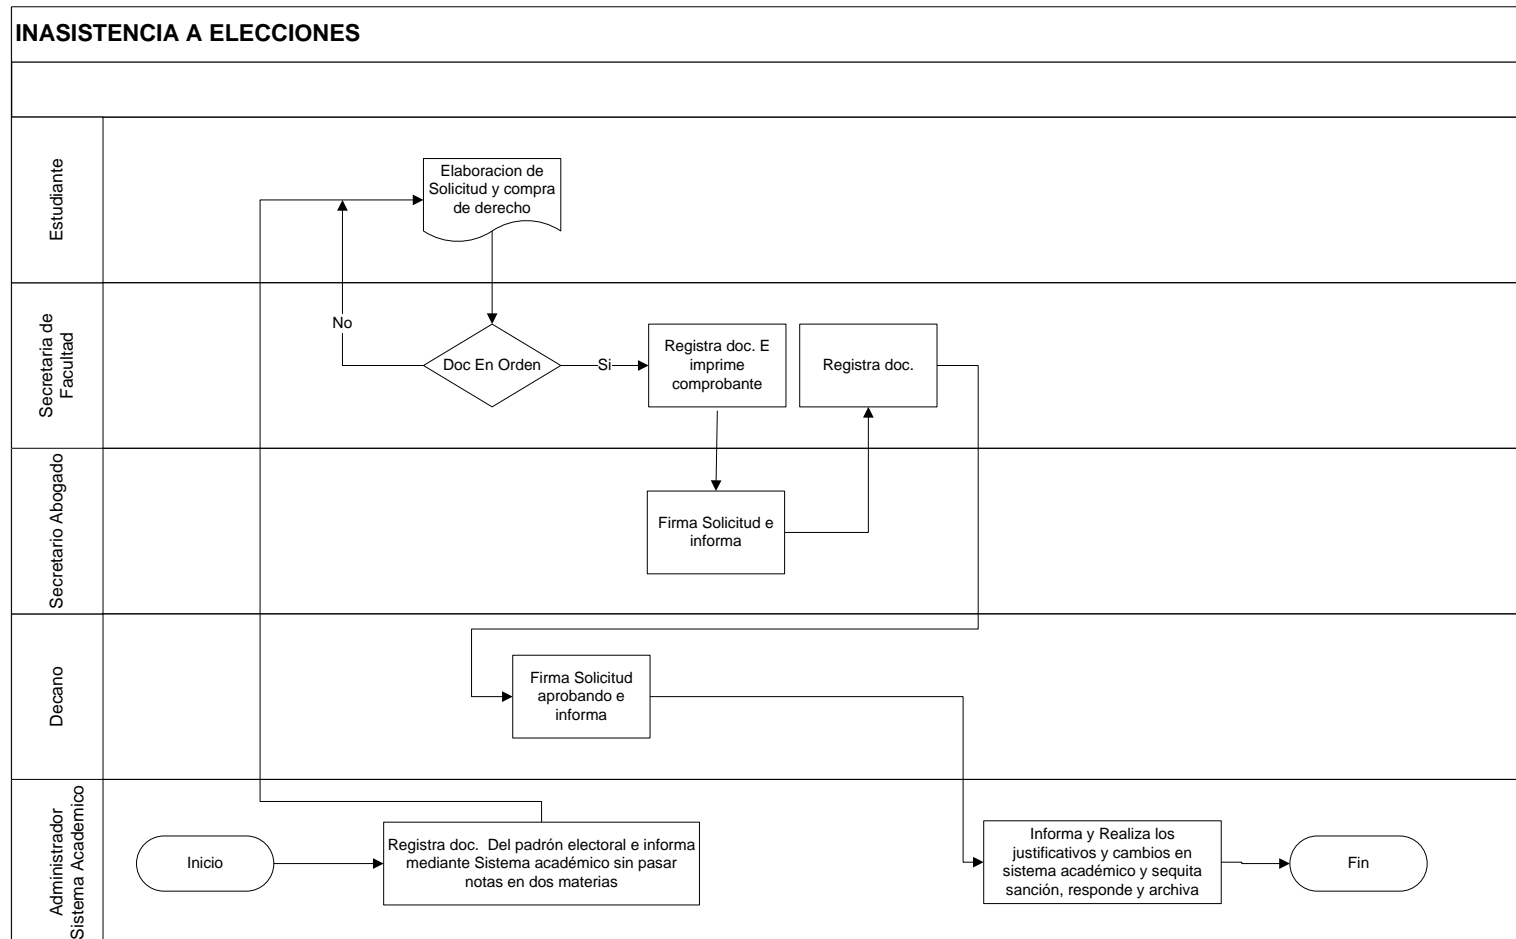 INASISTENCIA A ELECCIONES
Estudiante
Elaboracion de
Solicitud y compra
de derecho
Secretaria de
Facultad
No
Doc En Orden
Si
Registra doc. E
imprime
comprobante
Registra doc.
Secretario Abogado
Firma Solicitud e
informa
Decano
Firma Solicitud
aprobando e
informa
Administrador
Sistema Academico
Inicio
Registra doc. Del padrón electoral e informa
mediante Sistema académico sin pasar
notas en dos materias
Informa y Realiza los
justificativos y cambios en
sistema académico y sequita
sanción, responde y archiva
Fin